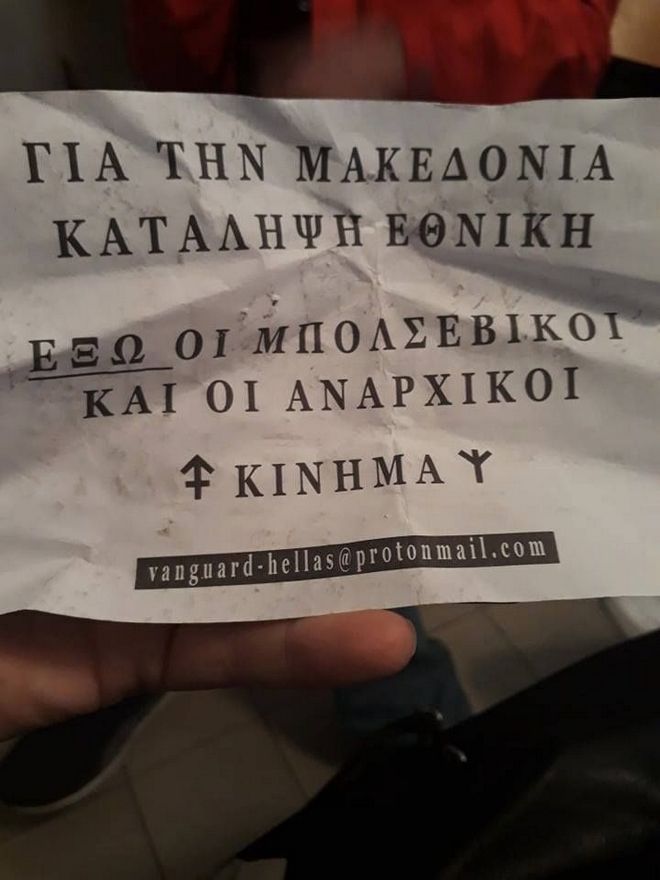 ΓΙΑ ΤΗΝ ΜΑΚΕΔΟΝΙΑ
ΚΑΤΑΛΗΨΗ ΕΘΝΙΚΗ
ΕΞΩ ΟΙ ΜΠΟΛΣΕΒΙΚΟΙ
ΚΑΙ ΟΙ ΑΝΑΡΧΙΚΟΙ
ΚΙΝΗΜΑ
vanguard-hellas@protonmail.com